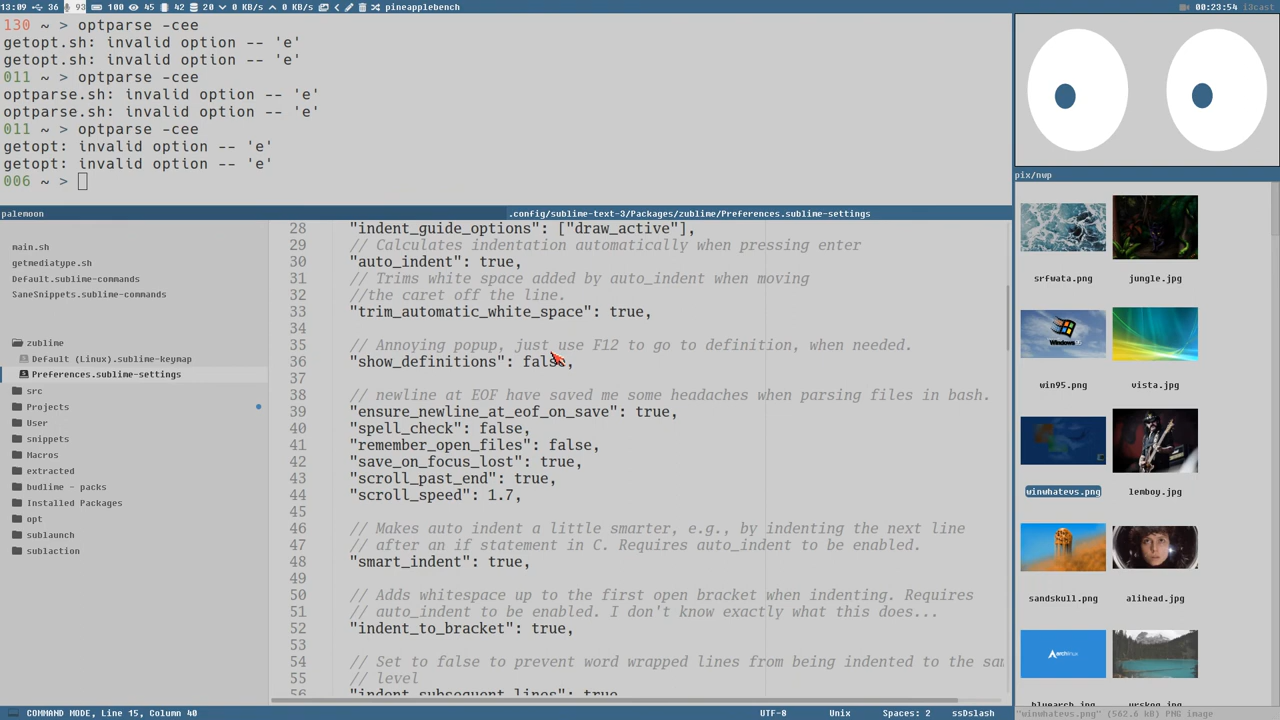 13:09 36 93 100 45 42 20 0 KB/s 0 KB/s pineapplebench
00:23:54 i3cast
130 ~ > optparse -cee
getopt.sh: invalid option -- 'e'
getopt.sh: invalid option -- 'e'
011 ~ > optparse -cee
optparse.sh: invalid option -- 'e'
optparse.sh: invalid option -- 'e'
011 ~ > optparse -cee
getopt: invalid option -- 'e'
getopt: invalid option -- 'e'
006 ~ >
palemoon
.config/sublime-text-3/Packages/zublime/Preferences.sublime-settings
main.sh
getmediatype.sh
Default.sublime-commands
SaneSnippets.sublime-commands
zublime
Default (Linux).sublime-keymap
Preferences.sublime-settings
src
Projects
User
snippets
Macros
extracted
budlime - packs
Installed Packages
opt
sublaunch
sublaction
28 "indent_guide_options": ["draw_active"],
29 // Calculates indentation automatically when pressing enter
30 "auto_indent": true,
31 // Trims white space added by auto_indent when moving
32 //the caret off the line.
33 "trim_automatic_white_space": true,
34
35 // Annoying popup, just use F12 to go to definition, when needed.
36 "show_definitions": false,
37
38 // newline at EOF have saved me some headaches when parsing files in bash.
39 "ensure_newline_at_eof_on_save": true,
40 "spell_check": false,
41 "remember_open_files": false,
42 "save_on_focus_lost": true,
43 "scroll_past_end": true,
44 "scroll_speed": 1.7,
45
46 // Makes auto indent a little smarter, e.g., by indenting the next line
47 // after an if statement in C. Requires auto_indent to be enabled.
48 "smart_indent": true,
49
50 // Adds whitespace up to the first open bracket when indenting. Requires
51 // auto_indent to be enabled. I don't know exactly what this does...
52 "indent_to_bracket": true,
53
54 // Set to false to prevent word wrapped lines from being indented to the sam
55 // level
56 "indent_subsequent_lines": true
pix/nwp
srfwata.png
jungle.jpg
win95.png
vista.jpg
winwhatevs.png
lemboy.jpg
sandskull.png
alihead.jpg
archlinux
bluearch.jpg
"winwhatevs.png" (562.6 kB) PNG image
COMMAND MODE, Line 15, Column 40
UTF-8
Unix
Spaces: 2
ssDslash